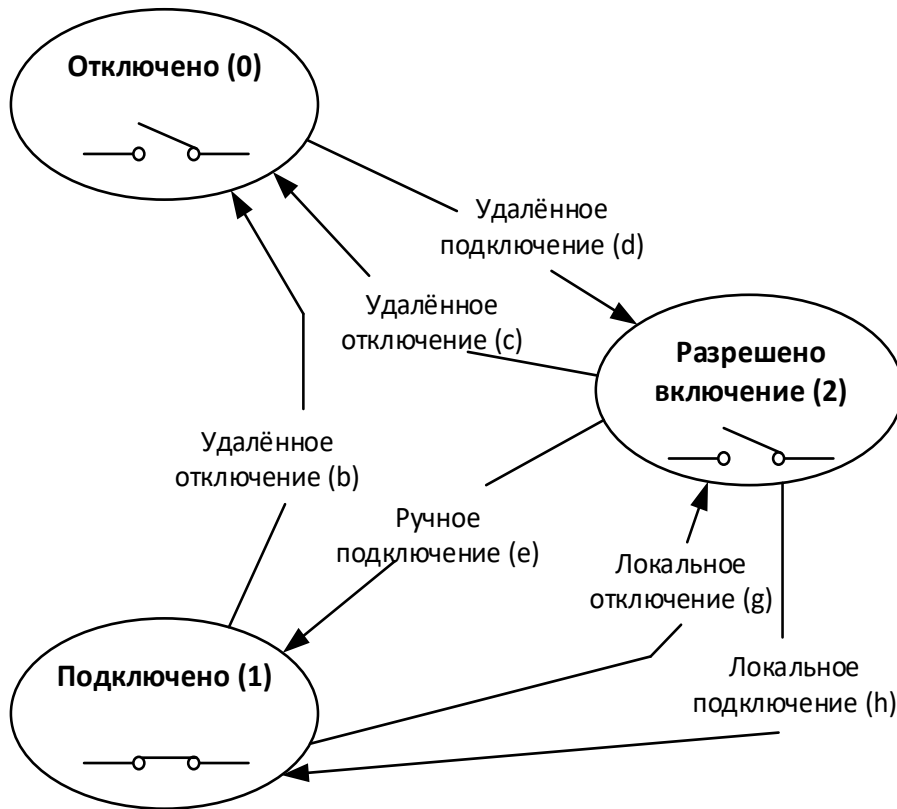 Отключено (0)
Удалённое
подключение (d)
Удалённое
отключение (c)
Разрешено
включение (2)
Удалённое
отключение (b)
Ручное
подключение (e)
Локальное
отключение (g)
Подключено (1)
Локальное
подключение (h)